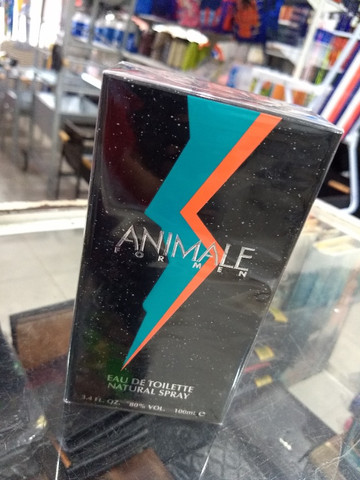 ANIMALE
FOR MEN
EAU DE TOILETTE
NATURAL SPRAY
3.4 FL. OZ. 80% VOL. 100ml ℮